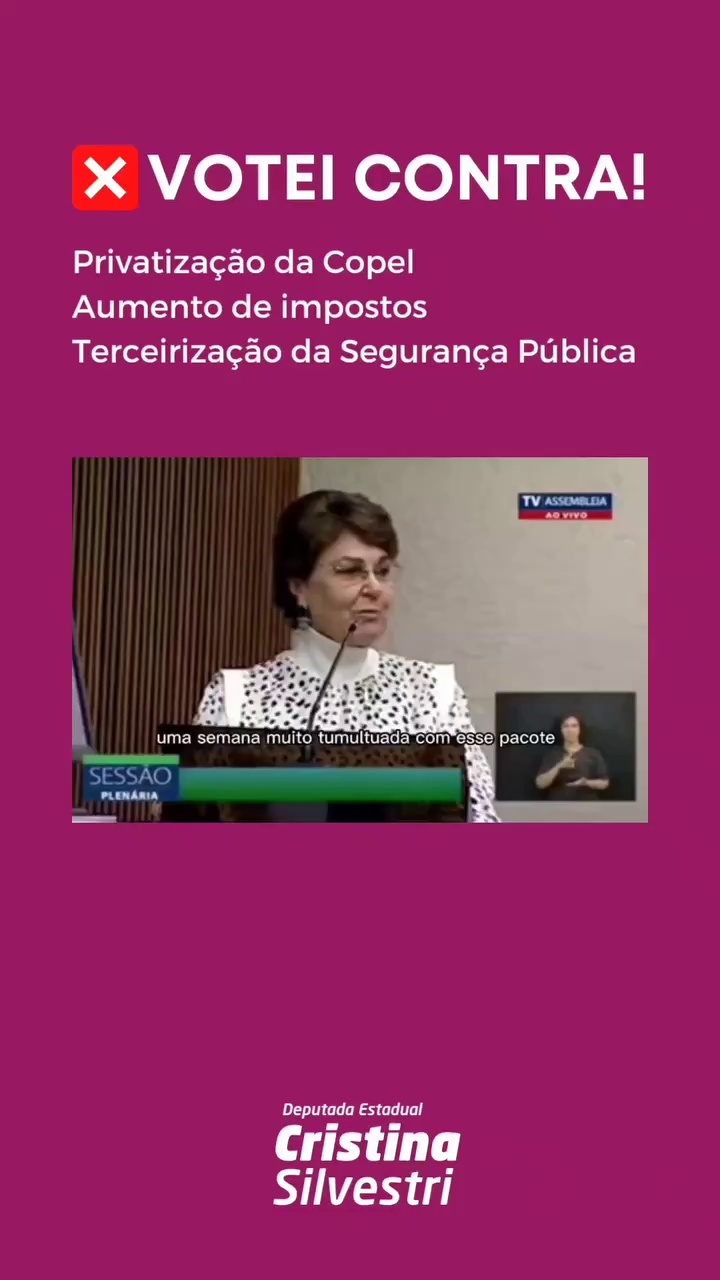 VOTEI CONTRA!
Privatização da Copel
Aumento de impostos
Terceirização da Segurança Pública
TV ASSEMBLEIA
AO VIVO
uma semana muito tumultuada com esse pacote
SESSÃO
PLENÁRIA
Deputada Estadual
Cristina
Silvestri